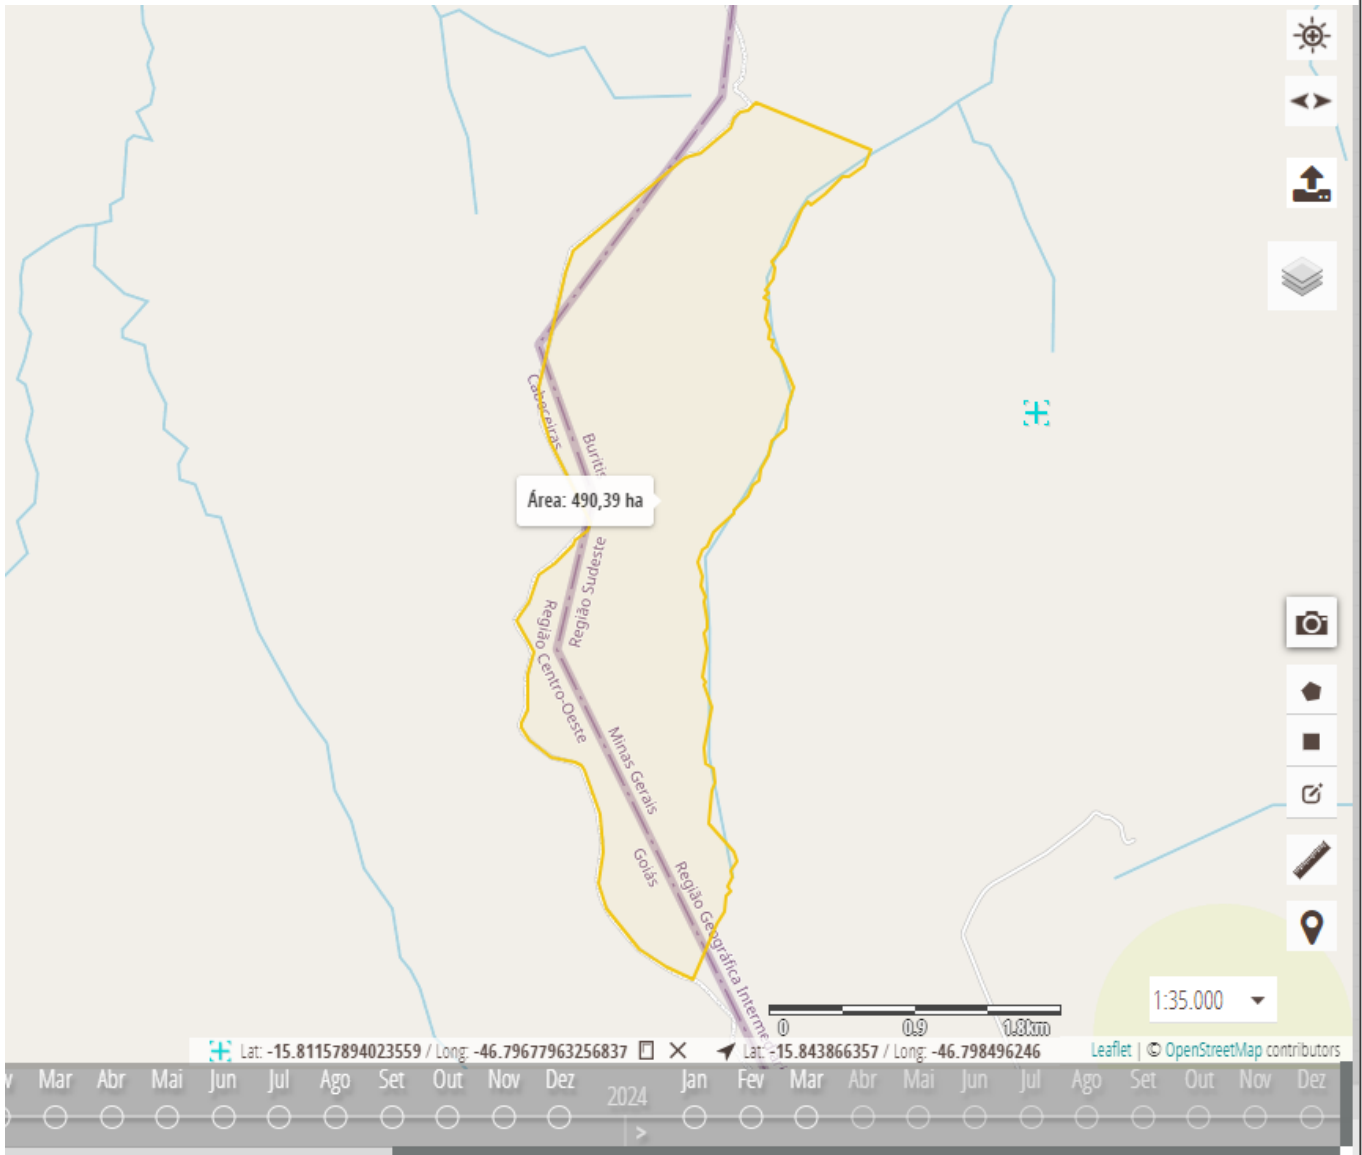 Cabeceiras
Buritis
Área: 490,39 ha
Região Sudeste
Região Centro-Oeste
Minas Gerais
Goiás
Região Geográfica Interme
1:35.000
0 0.9 1.8km
Lat: -15.81157894023559 / Long: -46.79677963256837 Lat: -15.843866357 / Long: -46.798496246 Leaflet | © OpenStreetMap contributors
v Mar Abr Mai Jun Jul Ago Set Out Nov Dez 2024 Jan Fev Mar Abr Mai Jun Jul Ago Set Out Nov Dez
>